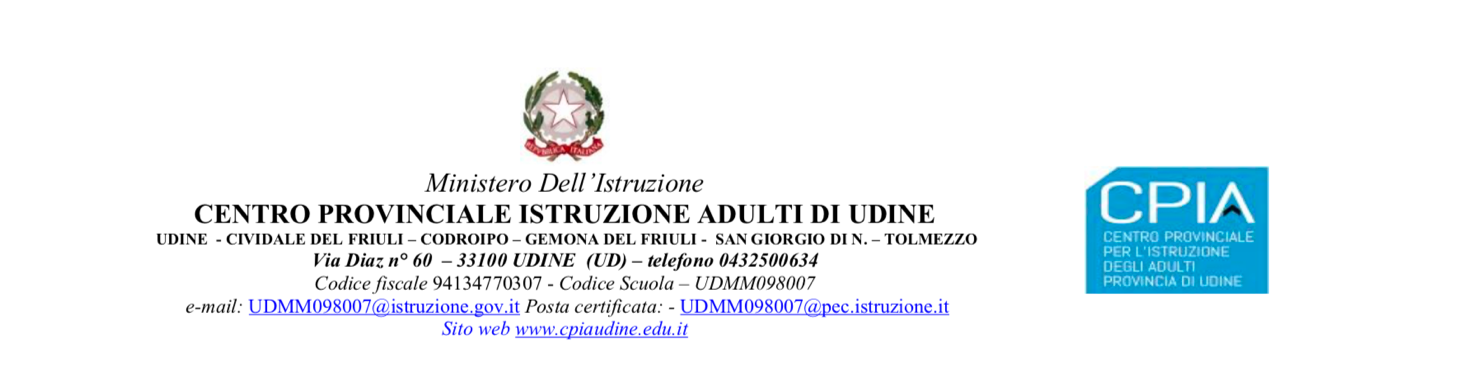 REPVBBLICA ITALIANA
Ministero Dell’Istruzione
CENTRO PROVINCIALE ISTRUZIONE ADULTI DI UDINE
UDINE - CIVIDALE DEL FRIULI – CODROIPO – GEMONA DEL FRIULI - SAN GIORGIO DI N. – TOLMEZZO
Via Diaz n° 60 – 33100 UDINE (UD) – telefono 0432500634
Codice fiscale 94134770307 - Codice Scuola – UDMM098007
e-mail: UDMM098007@istruzione.gov.it Posta certificata: - UDMM098007@pec.istruzione.it
Sito web www.cpiaudine.edu.it
CPIA
CENTRO PROVINCIALE
PER L'ISTRUZIONE
DEGLI ADULTI
PROVINCIA DI UDINE